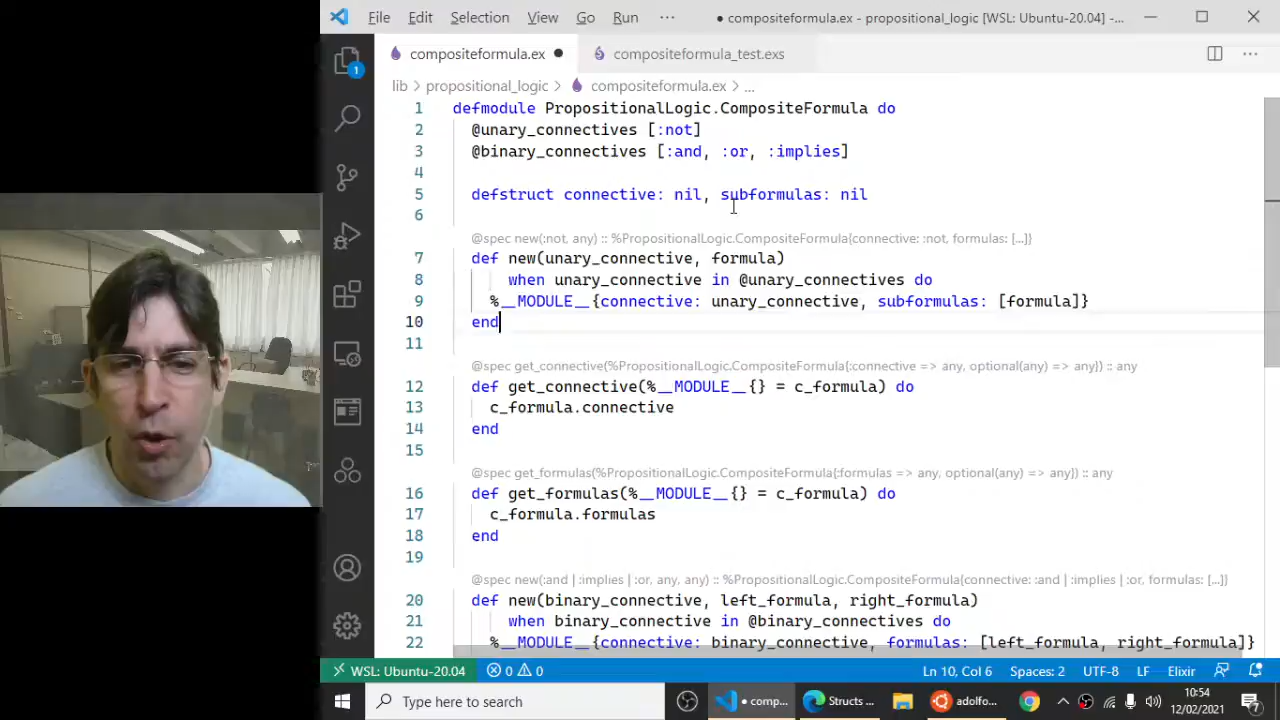 File Edit Selection View Go Run ··· ● compositeformula.ex - propositional_logic [WSL: Ubuntu-20.04] -...
compositeformula.ex ● compositeformula_test.exs ···
lib > propositional_logic > compositeformula.ex > ...
1 defmodule PropositionalLogic.CompositeFormula do
2 @unary_connectives [:not]
3 @binary_connectives [:and, :or, :implies]
4
5 defstruct connective: nil, subformulas: nil
6
@spec new(:not, any) :: %PropositionalLogic.CompositeFormula{connective: :not, formulas: [...]}
7 def new(unary_connective, formula)
8 when unary_connective in @unary_connectives do
9 %__MODULE__{connective: unary_connective, subformulas: [formula]}
10 end
11
@spec get_connective(%PropositionalLogic.CompositeFormula{:connective => any, optional(any) => any}) :: any
12 def get_connective(%__MODULE__{} = c_formula) do
13 c_formula.connective
14 end
15
@spec get_formulas(%PropositionalLogic.CompositeFormula{:formulas => any, optional(any) => any}) :: any
16 def get_formulas(%__MODULE__{} = c_formula) do
17 c_formula.formulas
18 end
19
@spec new(:and | :implies | :or, any, any) :: %PropositionalLogic.CompositeFormula{connective: :and | :implies | :or, formulas: [...]}
20 def new(binary_connective, left_formula, right_formula)
21 when binary_connective in @binary_connectives do
22 %__MODULE__{connective: binary_connective, formulas: [left_formula, right_formula]}
1
WSL: Ubuntu-20.04 0 0 Ln 10, Col 6 Spaces: 2 UTF-8 LF Elixir
Type here to search ● comp... Structs ... adolfo... 10:54
12/02/2021